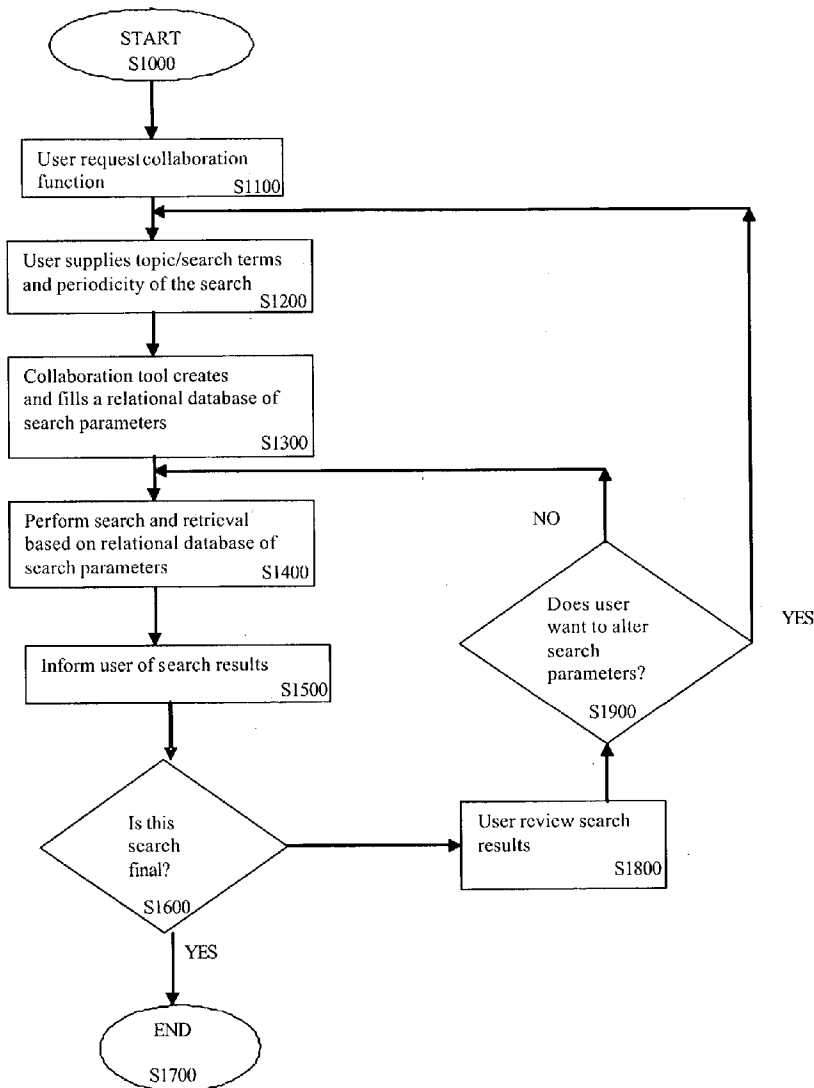 START
S1000
User request collaboration
function
S1100
User supplies topic/search terms
and periodicity of the search
S1200
Collaboration tool creates
and fills a relational database of
search parameters
S1300
Perform search and retrieval
based on relational database of
search parameters
S1400
Inform user of search results
S1500
Is this
search
final?
S1600
YES
END
S1700
User review search
results
S1800
Does user
want to alter
search
parameters?
S1900
NO
YES